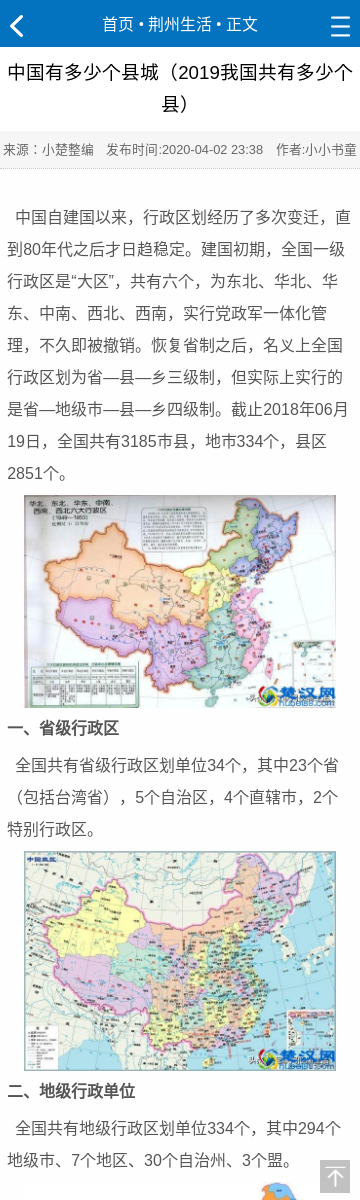 首页 • 荆州生活 • 正文
中国有多少个县城（2019我国共有多少个
县）
来源：小楚整编 发布时间:2020-04-02 23:38 作者:小小书童
中国自建国以来，行政区划经历了多次变迁，直
到80年代之后才日趋稳定。建国初期，全国一级
行政区是“大区”，共有六个，为东北、华北、华
东、中南、西北、西南，实行党政军一体化管
理，不久即被撤销。恢复省制之后，名义上全国
行政区划为省—县—乡三级制，但实际上实行的
是省—地级市—县—乡四级制。截止2018年06月
19日，全国共有3185市县，地市334个，县区
2851个。
华北、东北、华东、中南、
西南、西北六大行政区
楚汉网
一、省级行政区
全国共有省级行政区划单位34个，其中23个省
（包括台湾省），5个自治区，4个直辖市，2个
特别行政区。
中国政区
楚汉网
二、地级行政单位
全国共有地级行政区划单位334个，其中294个
地级市、7个地区、30个自治州、3个盟。